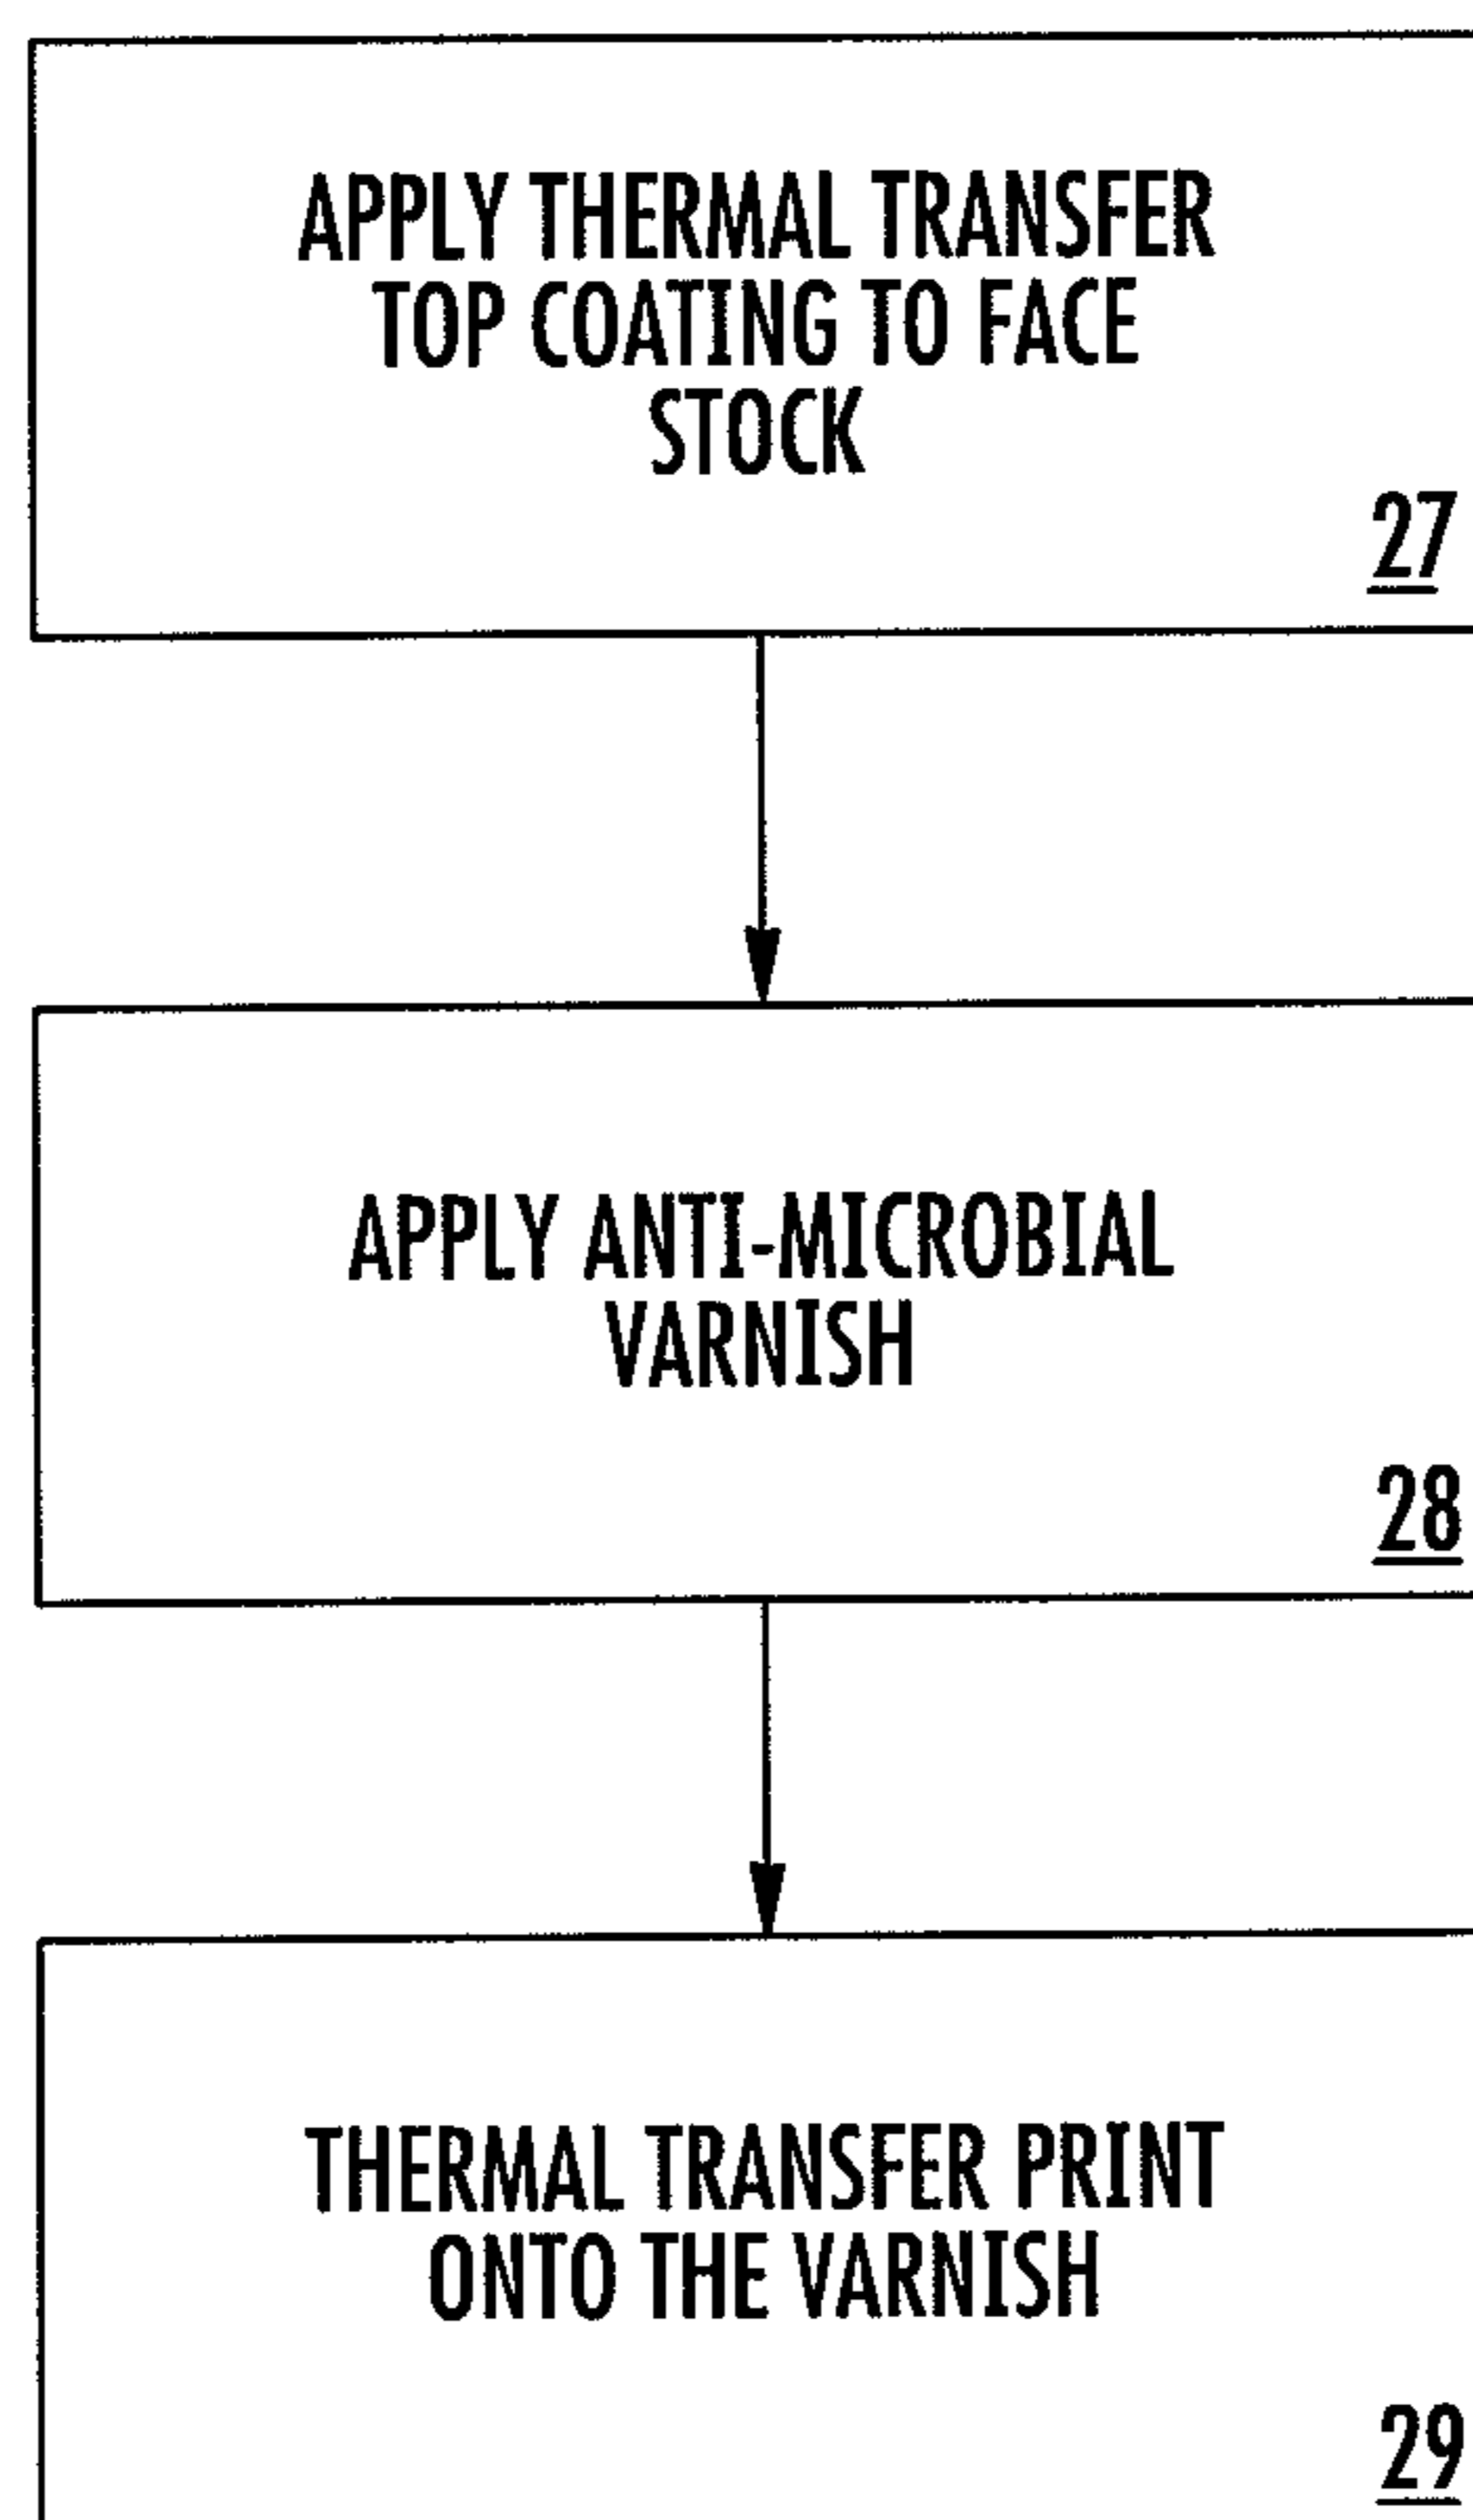 APPLY THERMAL TRANSFER
TOP COATING TO FACE
STOCK
27
APPLY ANTI-MICROBIAL
VARNISH
28
THERMAL TRANSFER PRINT
ONTO THE VARNISH
29